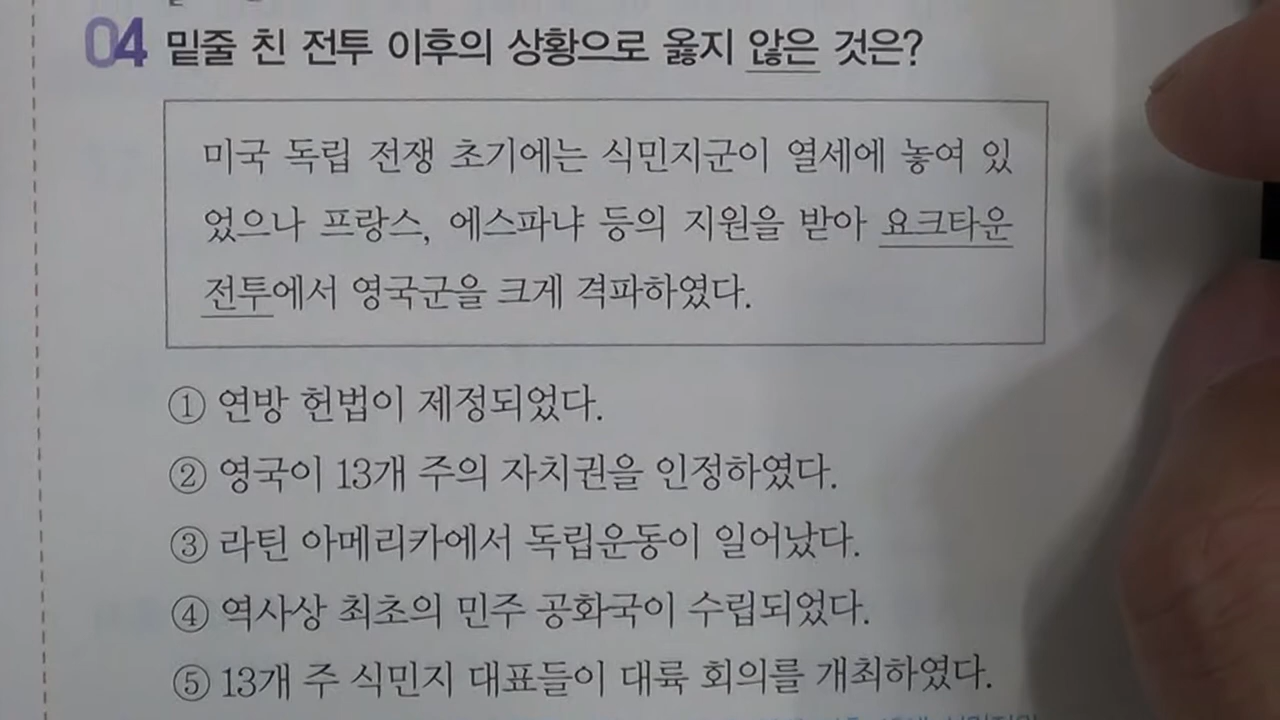 04 밑줄 친 전투 이후의 상황으로 옳지 않은 것은?
미국 독립 전쟁 초기에는 식민지군이 열세에 놓여 있
었으나 프랑스, 에스파냐 등의 지원을 받아 요크타운
전투에서 영국군을 크게 격파하였다.
① 연방 헌법이 제정되었다.
② 영국이 13개 주의 자치권을 인정하였다.
③ 라틴 아메리카에서 독립운동이 일어났다.
④ 역사상 최초의 민주 공화국이 수립되었다.
⑤ 13개 주 식민지 대표들이 대륙 회의를 개최하였다.